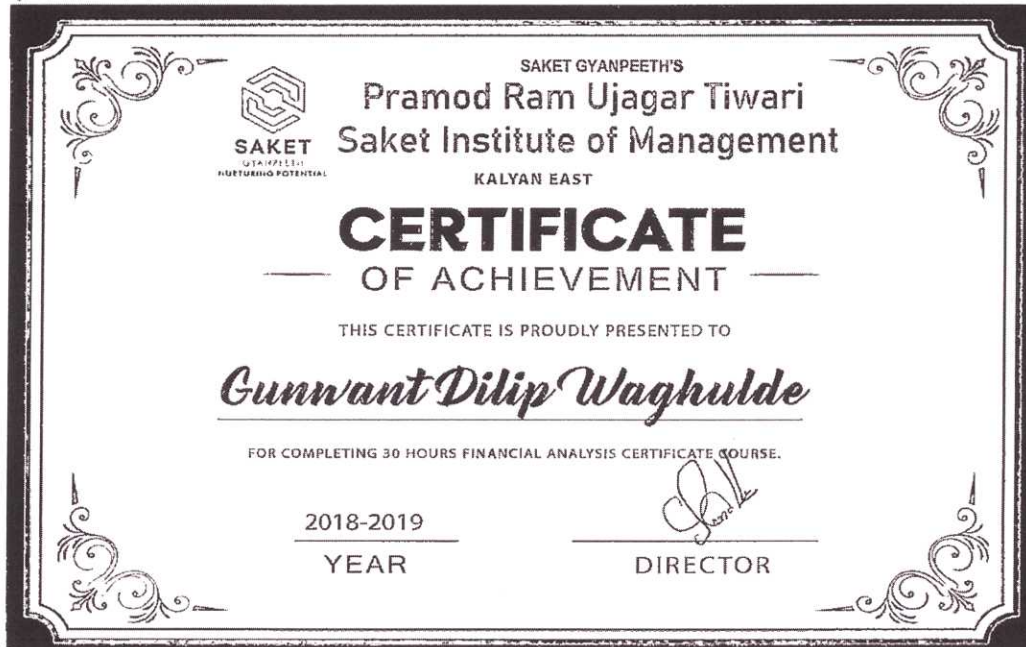 SAKET GYANPEETH'S
Pramod Ram Ujagar Tiwari
Saket Institute of Management
KALYAN EAST
SAKET
GYANPEETH
NURTURING POTENTIAL
CERTIFICATE
OF ACHIEVEMENT
THIS CERTIFICATE IS PROUDLY PRESENTED TO
Gunwant Dilip Waghulde
FOR COMPLETING 30 HOURS FINANCIAL ANALYSIS CERTIFICATE COURSE.
2018-2019
YEAR
DIRECTOR